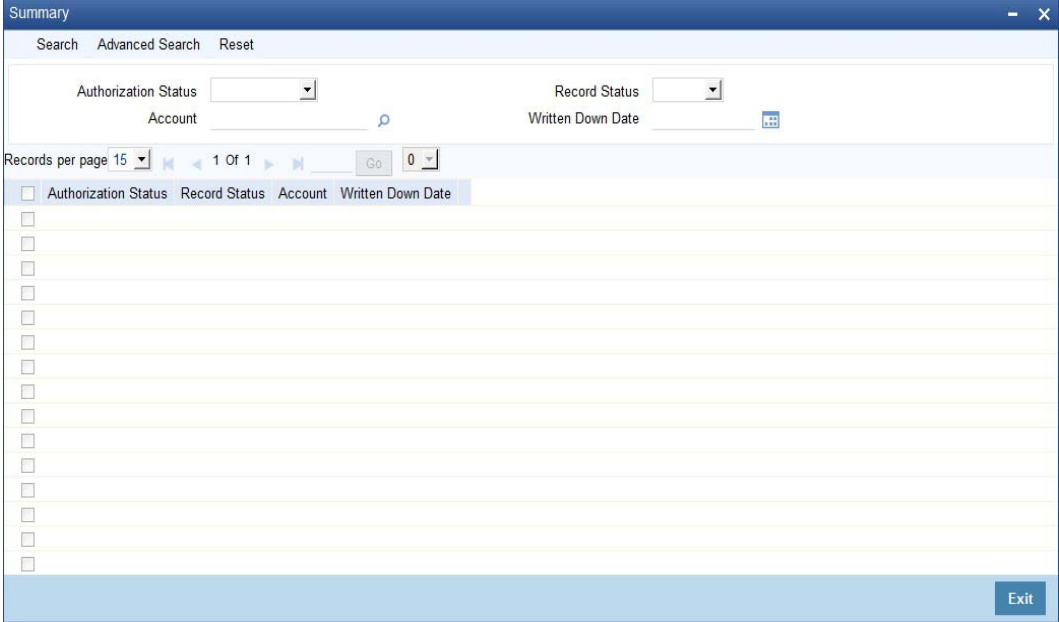 Summary
Search Advanced Search Reset
Authorization Status Record Status
Account Written Down Date
Records per page 15 1 Of 1 Go 0
Authorization Status Record Status Account Written Down Date
Exit